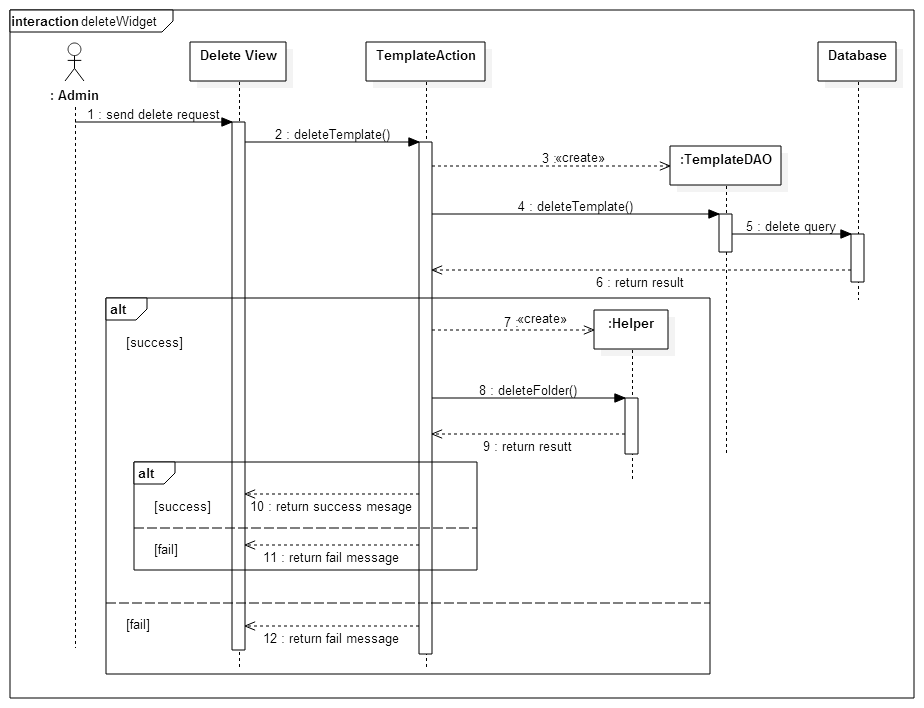 interaction deleteWidget
Delete View
TemplateAction
Database
: Admin
1 : send delete request
2 : deleteTemplate()
3 : «create»
:TemplateDAO
4 : deleteTemplate()
5 : delete query
6 : return result
alt
[success]
7 : «create»
:Helper
8 : deleteFolder()
9 : return resutt
alt
[success]
10 : return success mesage
[fail]
11 : return fail message
[fail]
12 : return fail message